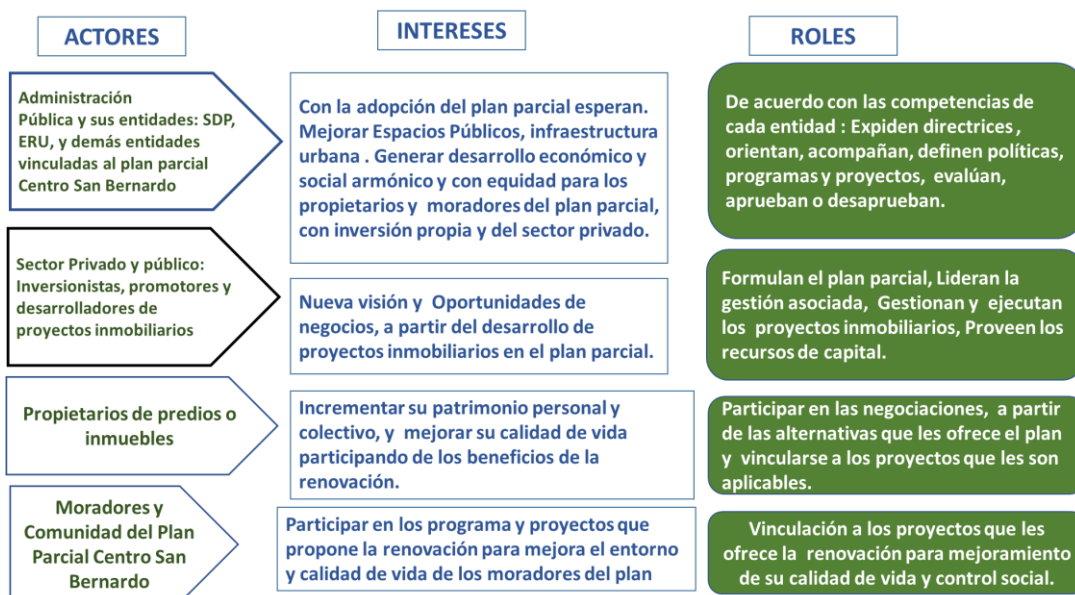 ACTORES
INTERESES
ROLES
Administración
Pública y sus entidades: SDP,
ERU, y demás entidades
vinculadas al plan parcial
Centro San Bernardo
Con la adopción del plan parcial esperan.
Mejorar Espacios Públicos, infraestructura
urbana . Generar desarrollo económico y
social armónico y con equidad para los
propietarios y moradores del plan parcial,
con inversión propia y del sector privado.
De acuerdo con las competencias de
cada entidad : Expiden directrices ,
orientan, acompañan, definen políticas,
programas y proyectos, evalúan,
aprueban o desaprueban.
Sector Privado y público:
Inversionistas, promotores y
desarrolladores de
proyectos inmobiliarios
Nueva visión y Oportunidades de
negocios, a partir del desarrollo de
proyectos inmobiliarios en el plan parcial.
Formulan el plan parcial, Lideran la
gestión asociada, Gestionan y ejecutan
los proyectos inmobiliarios, Proveen los
recursos de capital.
Propietarios de predios o
inmuebles
Incrementar su patrimonio personal y
colectivo, y mejorar su calidad de vida
participando de los beneficios de la
renovación.
Participar en las negociaciones, a partir
de las alternativas que les ofrece el plan
y vincularse a los proyectos que les son
aplicables.
Moradores y
Comunidad del Plan
Parcial Centro San
Bernardo
Participar en los programa y proyectos que
propone la renovación para mejora el entorno
y calidad de vida de los moradores del plan
Vinculación a los proyectos que les
ofrece la renovación para mejoramiento
de su calidad de vida y control social.